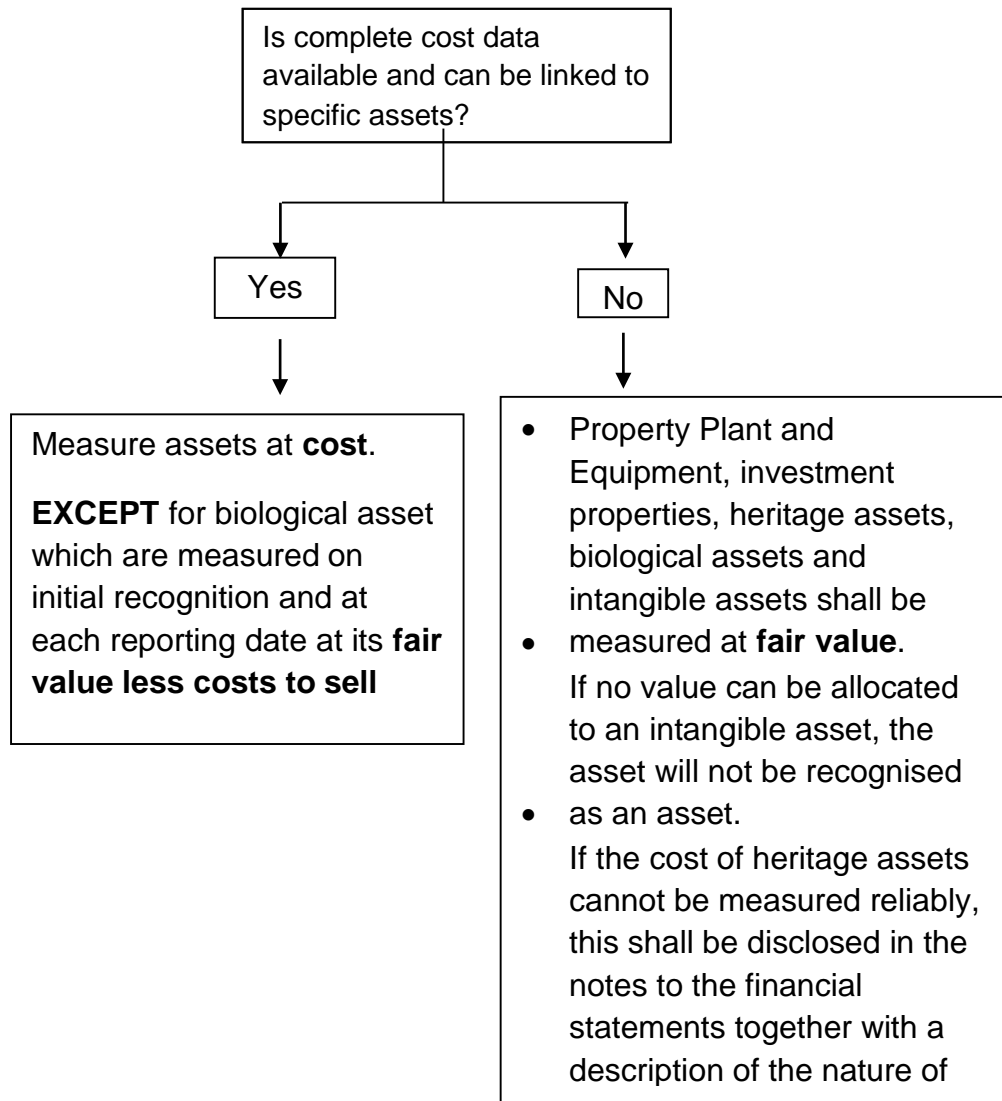 Is complete cost data
available and can be linked to
specific assets?
Yes
No
Measure assets at cost.
EXCEPT for biological asset
which are measured on
initial recognition and at
each reporting date at its fair
value less costs to sell
• Property Plant and
Equipment, investment
properties, heritage assets,
biological assets and
intangible assets shall be
• measured at fair value.
If no value can be allocated
to an intangible asset, the
asset will not be recognised
• as an asset.
If the cost of heritage assets
cannot be measured reliably,
this shall be disclosed in the
notes to the financial
statements together with a
description of the nature of